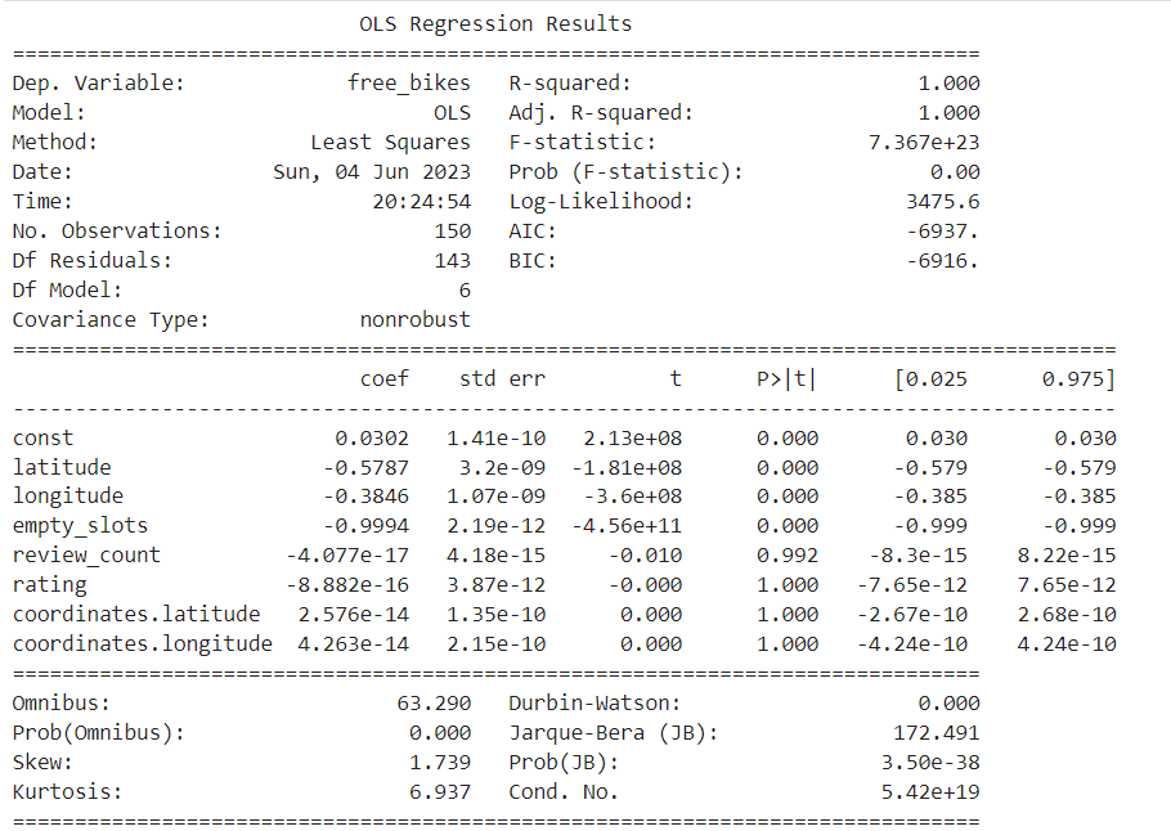 OLS Regression Results
==============================================================================
Dep. Variable: free_bikes R-squared: 1.000
Model: OLS Adj. R-squared: 1.000
Method: Least Squares F-statistic: 7.367e+23
Date: Sun, 04 Jun 2023 Prob (F-statistic): 0.00
Time: 20:24:54 Log-Likelihood: 3475.6
No. Observations: 150 AIC: -6937.
Df Residuals: 143 BIC: -6916.
Df Model: 6
Covariance Type: nonrobust
=========================================================================================
coef std err t P>|t| [0.025 0.975]
-----------------------------------------------------------------------------------------
const 0.0302 1.41e-10 2.13e+08 0.000 0.030 0.030
latitude -0.5787 3.2e-09 -1.81e+08 0.000 -0.579 -0.579
longitude -0.3846 1.07e-09 -3.6e+08 0.000 -0.385 -0.385
empty_slots -0.9994 2.19e-12 -4.56e+11 0.000 -0.999 -0.999
review_count -4.077e-17 4.18e-15 -0.010 0.992 -8.3e-15 8.22e-15
rating -8.882e-16 3.87e-12 -0.000 1.000 -7.65e-12 7.65e-12
coordinates.latitude 2.576e-14 1.35e-10 0.000 1.000 -2.67e-10 2.68e-10
coordinates.longitude 4.263e-14 2.15e-10 0.000 1.000 -4.24e-10 4.24e-10
==============================================================================
Omnibus: 63.290 Durbin-Watson: 0.000
Prob(Omnibus): 0.000 Jarque-Bera (JB): 172.491
Skew: 1.739 Prob(JB): 3.50e-38
Kurtosis: 6.937 Cond. No. 5.42e+19
==============================================================================